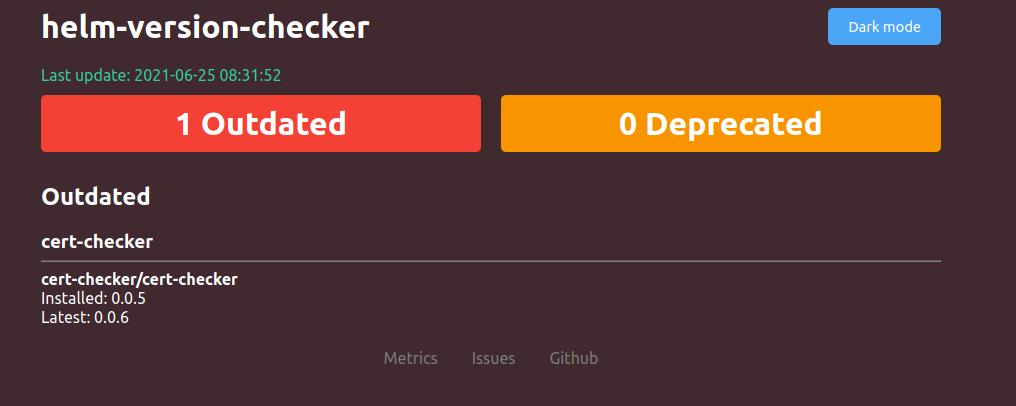 helm-version-checker
Dark mode
Last update: 2021-06-25 08:31:52
1 Outdated
0 Deprecated
Outdated
cert-checker
cert-checker/cert-checker
Installed: 0.0.5
Latest: 0.0.6
Metrics Issues Github